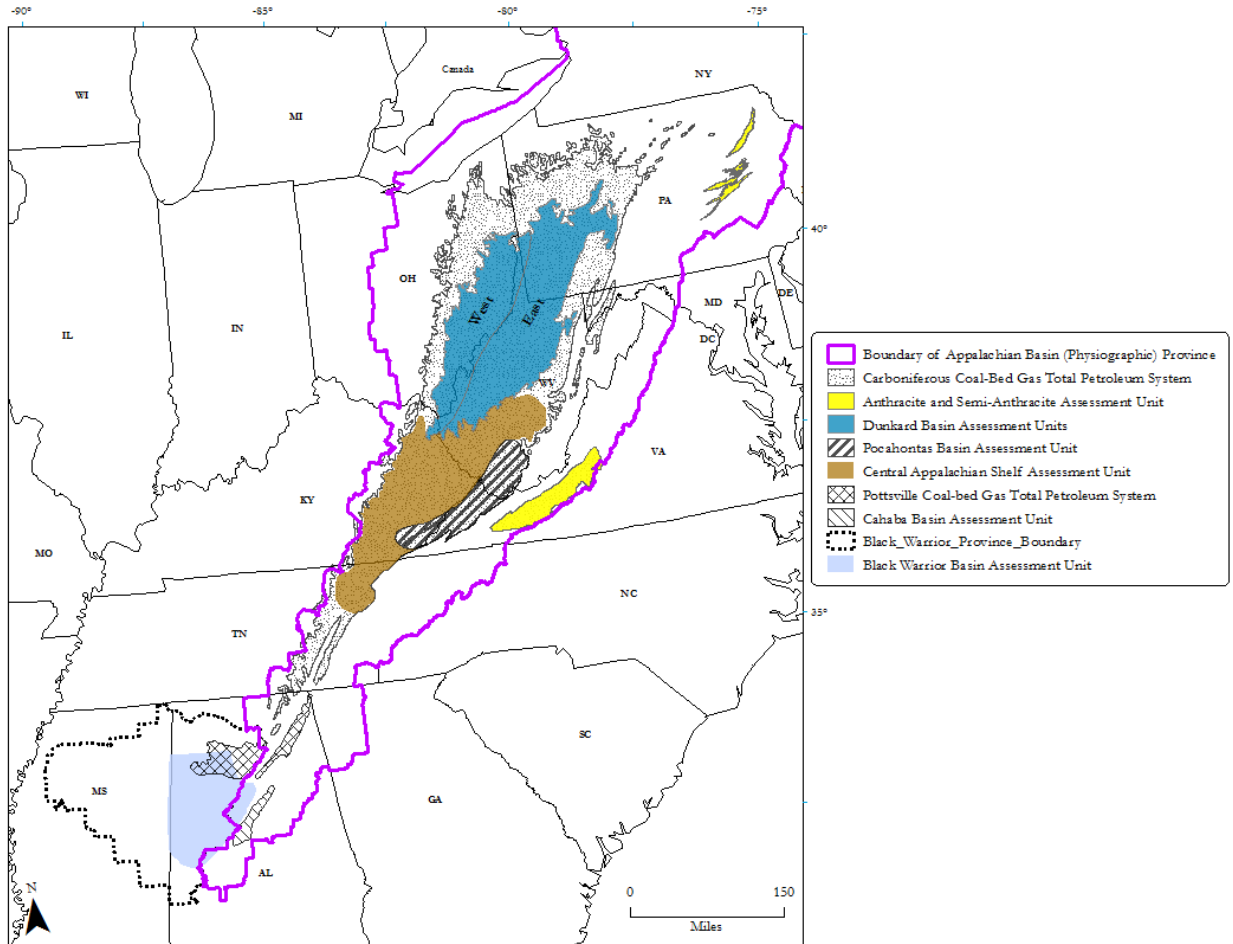 -90°
-85°
-80°
-75°
Canada
NY
WI
MI
PA
40°
OH
MD
DE
West
East
IL
IN
DC
WV
VA
KY
MO
NC
35°
TN
SC
MS
GA
AL
N
0 150
Miles
Boundary of Appalachian Basin (Physiographic) Province
Carboniferous Coal-Bed Gas Total Petroleum System
Anthracite and Semi-Anthracite Assessment Unit
Dunkard Basin Assessment Units
Pocahontas Basin Assessment Unit
Central Appalachian Shelf Assessment Unit
Pottsville Coal-bed Gas Total Petroleum System
Cahaba Basin Assessment Unit
Black_Warrior_Province_Boundary
Black Warrior Basin Assessment Unit